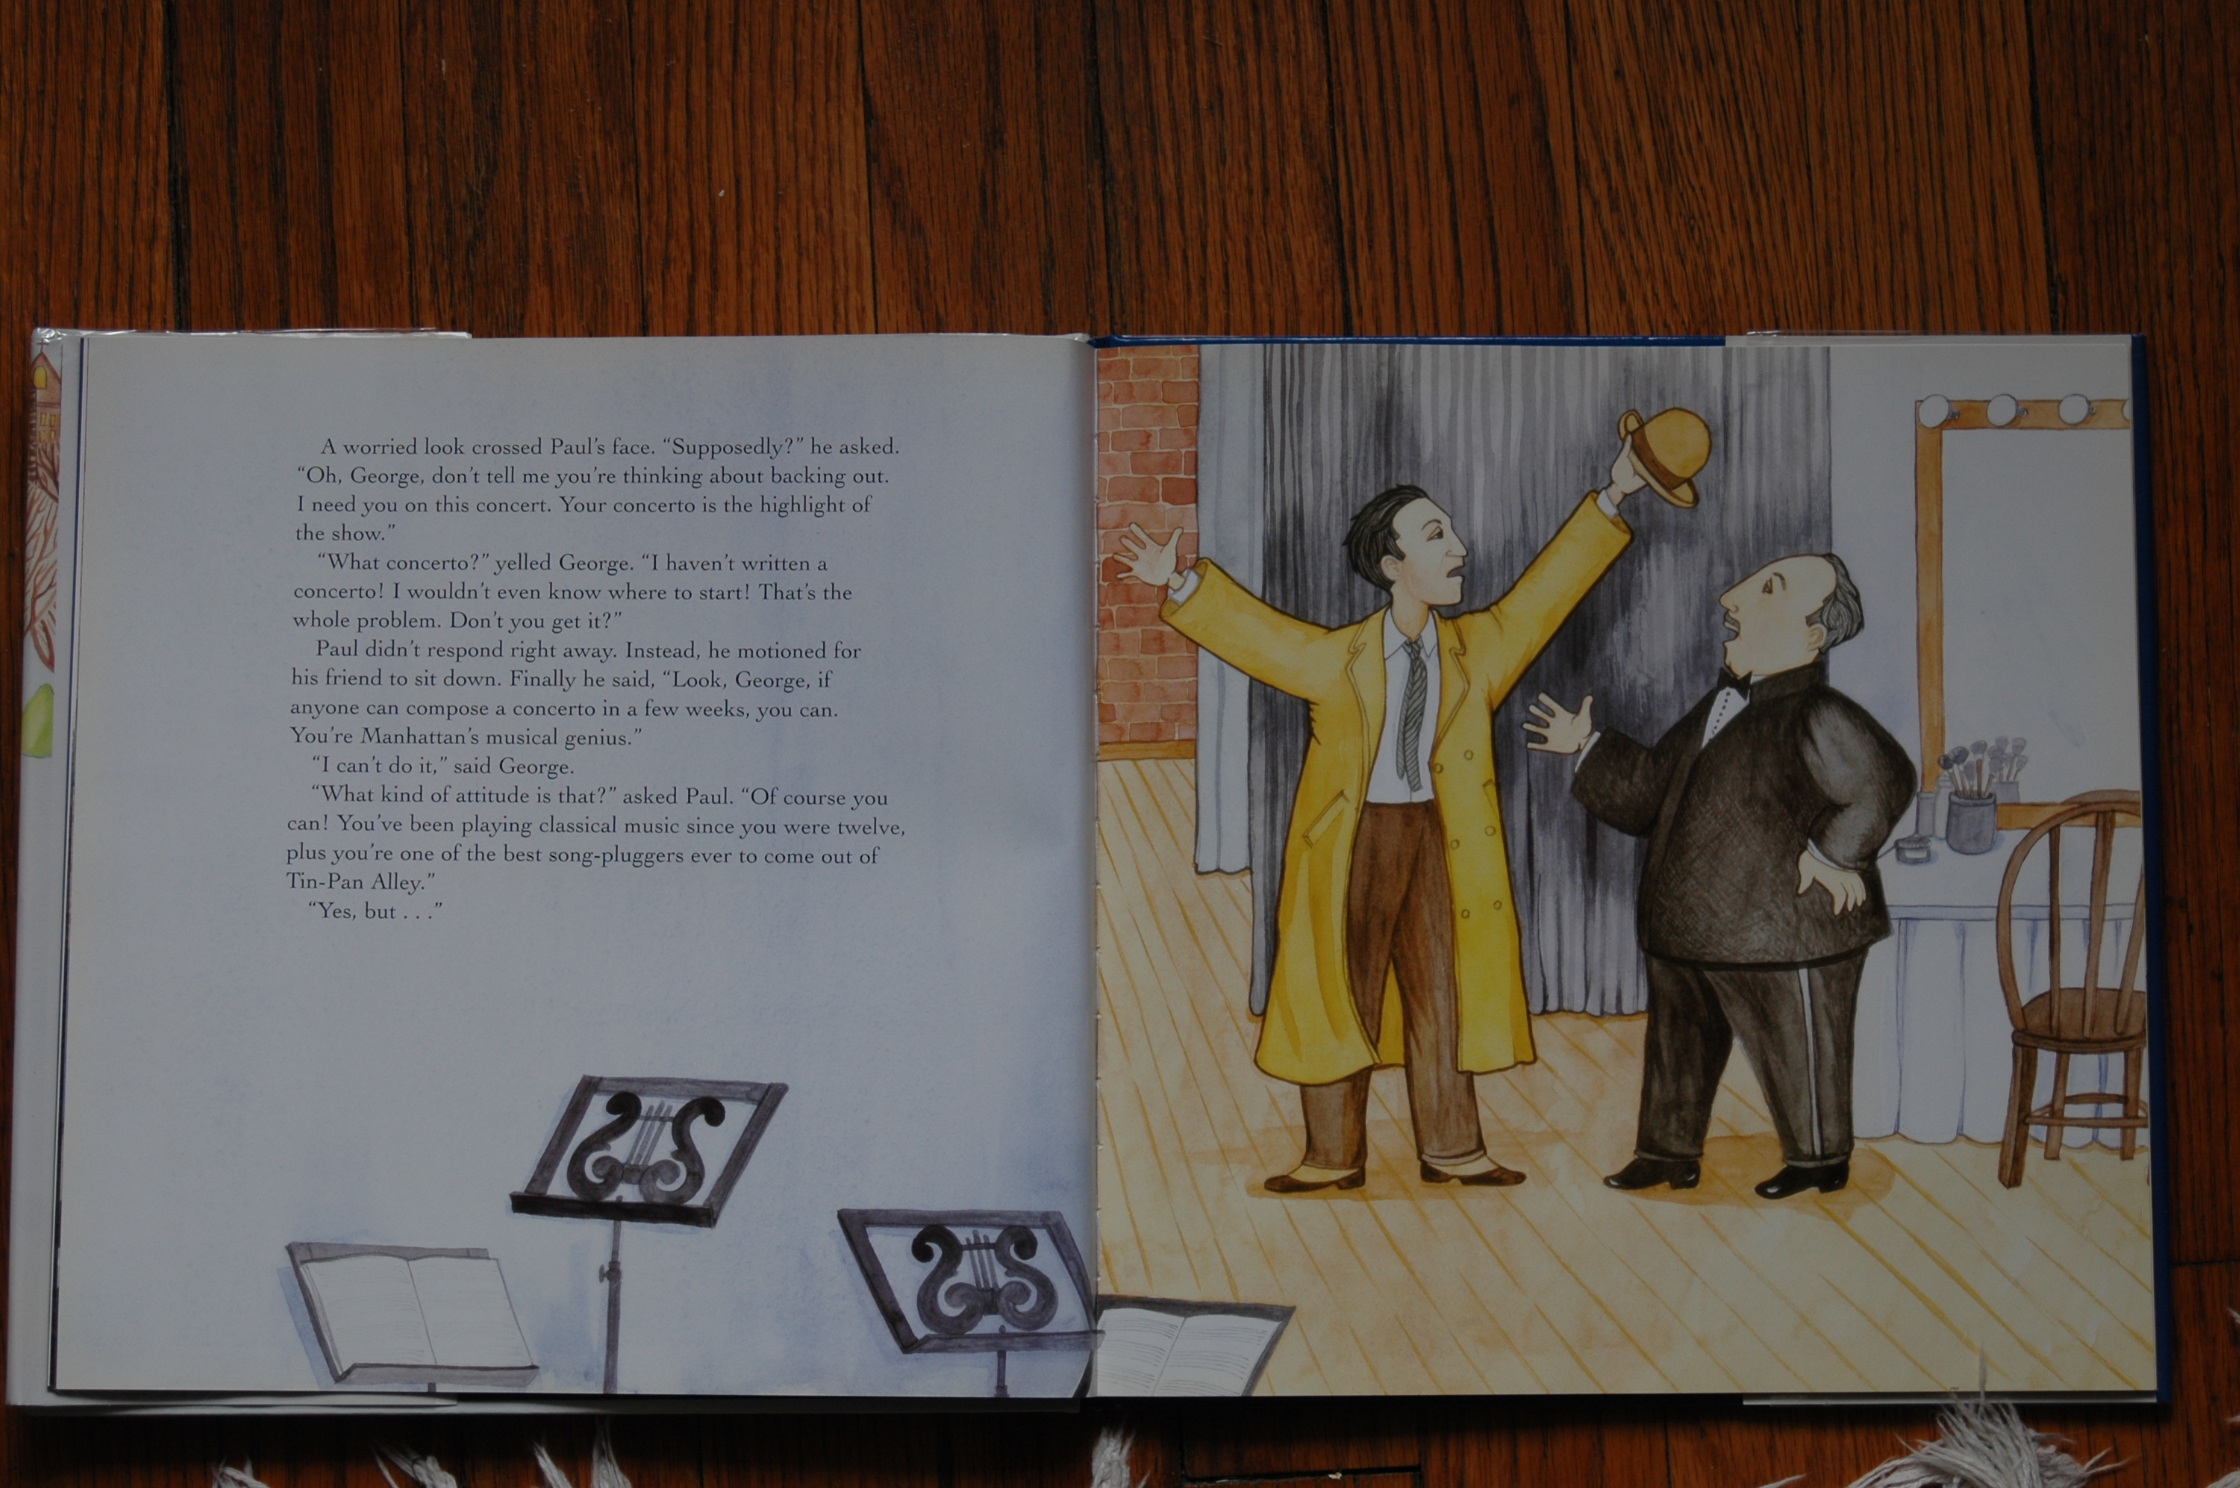 A worried look crossed Paul's face. “Supposedly?” he asked.
“Oh, George, don't tell me you're thinking about backing out.
I need you on this concert. Your concerto is the highlight of
the show.”
“What concerto?” yelled George. “I haven't written a
concerto! I wouldn't even know where to start! That's the
whole problem. Don't you get it?”
Paul didn't respond right away. Instead, he motioned for
his friend to sit down. Finally he said, “Look, George, if
anyone can compose a concerto in a few weeks, you can.
You're Manhattan's musical genius.”
“I can't do it,” said George.
“What kind of attitude is that?” asked Paul. “Of course you
can! You've been playing classical music since you were twelve,
plus you're one of the best song-pluggers ever to come out of
Tin-Pan Alley.”
“Yes, but . . .”